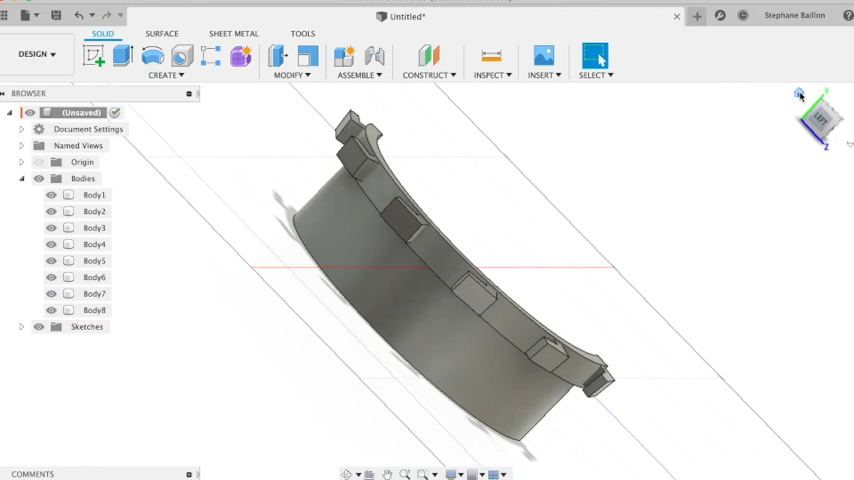 Untitled*
Stephane Baillon
DESIGN
SOLID SURFACE SHEET METAL TOOLS
CREATE MODIFY ASSEMBLE CONSTRUCT INSPECT INSERT SELECT
BROWSER
(Unsaved)
Document Settings
Named Views
Origin
Bodies
Body1
Body2
Body3
Body4
Body5
Body6
Body7
Body8
Sketches
Y
LEFT
Z
COMMENTS